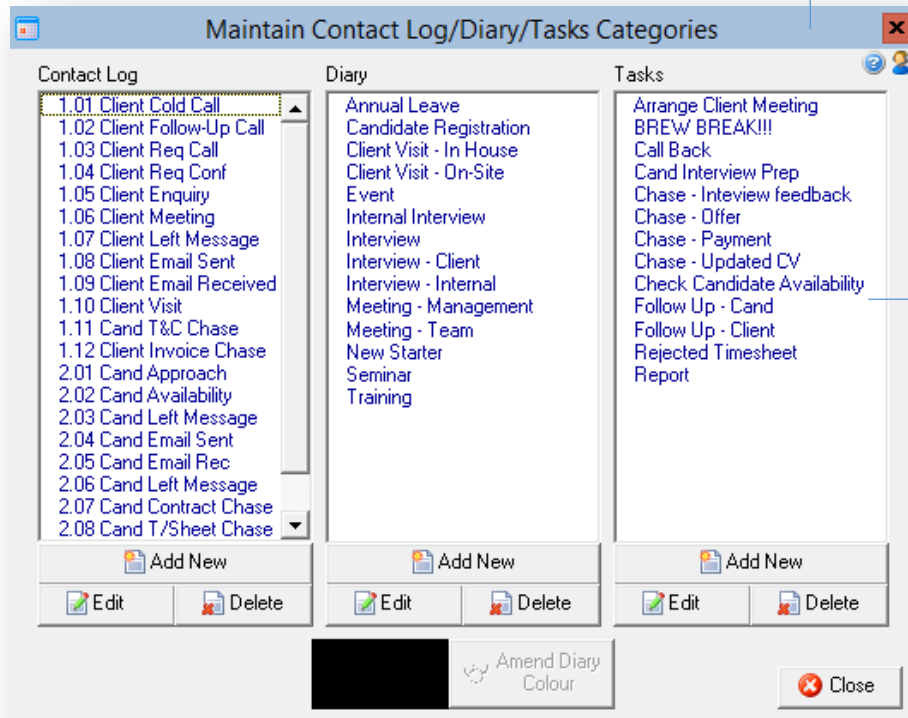 Maintain Contact Log/Diary/Tasks Categories
Contact Log
1.01 Client Cold Call
1.02 Client Follow-Up Call
1.03 Client Req Call
1.04 Client Req Conf
1.05 Client Enquiry
1.06 Client Meeting
1.07 Client Left Message
1.08 Client Email Sent
1.09 Client Email Received
1.10 Client Visit
1.11 Cand T&C Chase
1.12 Client Invoice Chase
2.01 Cand Approach
2.02 Cand Availability
2.03 Cand Left Message
2.04 Cand Email Sent
2.05 Cand Email Rec
2.06 Cand Left Message
2.07 Cand Contract Chase
2.08 Cand T/Sheet Chase
Add New
Edit
Delete
Diary
Annual Leave
Candidate Registration
Client Visit - In House
Client Visit - On-Site
Event
Internal Interview
Interview
Interview - Client
Interview - Internal
Meeting - Management
Meeting - Team
New Starter
Seminar
Training
Add New
Edit
Delete
Tasks
Arrange Client Meeting
BREW BREAK!!!
Call Back
Cand Interview Prep
Chase - Inteview feedback
Chase - Offer
Chase - Payment
Chase - Updated CV
Check Candidate Availability
Follow Up - Cand
Follow Up - Client
Rejected Timesheet
Report
Add New
Edit
Delete
Amend Diary
Colour
Close